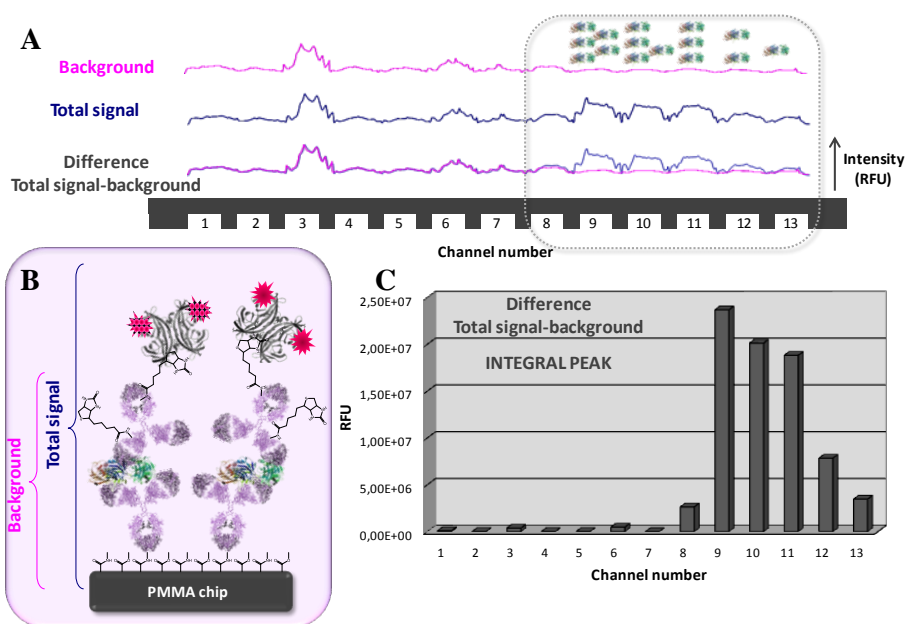 A
Background
Total signal
Difference
Total signal-background
Intensity
(RFU)
1 2 3 4 5 6 7 8 9 10 11 12 13
Channel number
B
Total signal
Background
PMMA chip
C
2,50E+07
2,00E+07
1,50E+07
1,00E+07
5,00E+06
0,00E+00
RFU
Difference
Total signal-background
INTEGRAL PEAK
1 2 3 4 5 6 7 8 9 10 11 12 13
Channel number